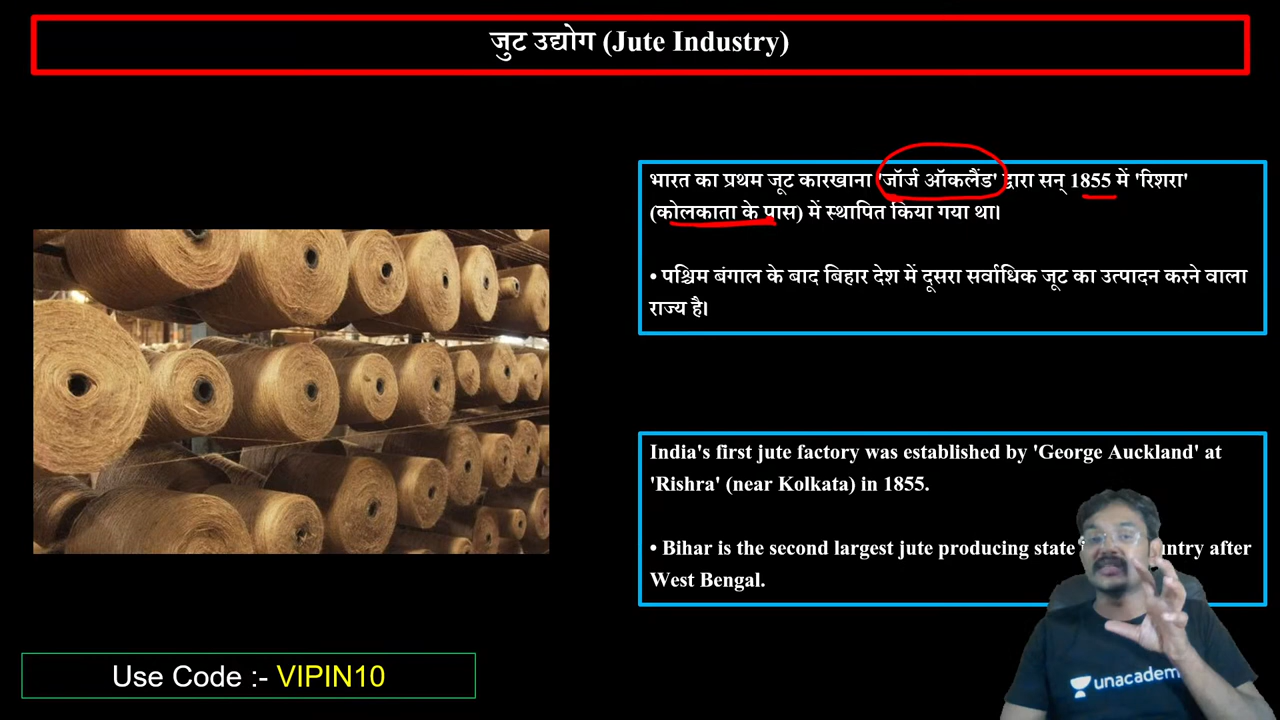 जुट उद्योग (Jute Industry)
भारत का प्रथम जूट कारखाना 'जॉर्ज ऑकलैंड' द्वारा सन् 1855 में 'रिशरा'
(कोलकाता के पास) में स्थापित किया गया था।
• पश्चिम बंगाल के बाद बिहार देश में दूसरा सर्वाधिक जूट का उत्पादन करने वाला
राज्य है।
India's first jute factory was established by 'George Auckland' at
'Rishra' (near Kolkata) in 1855.
• Bihar is the second largest jute producing state after
West Bengal.
Use Code :- VIPIN10
unacadem